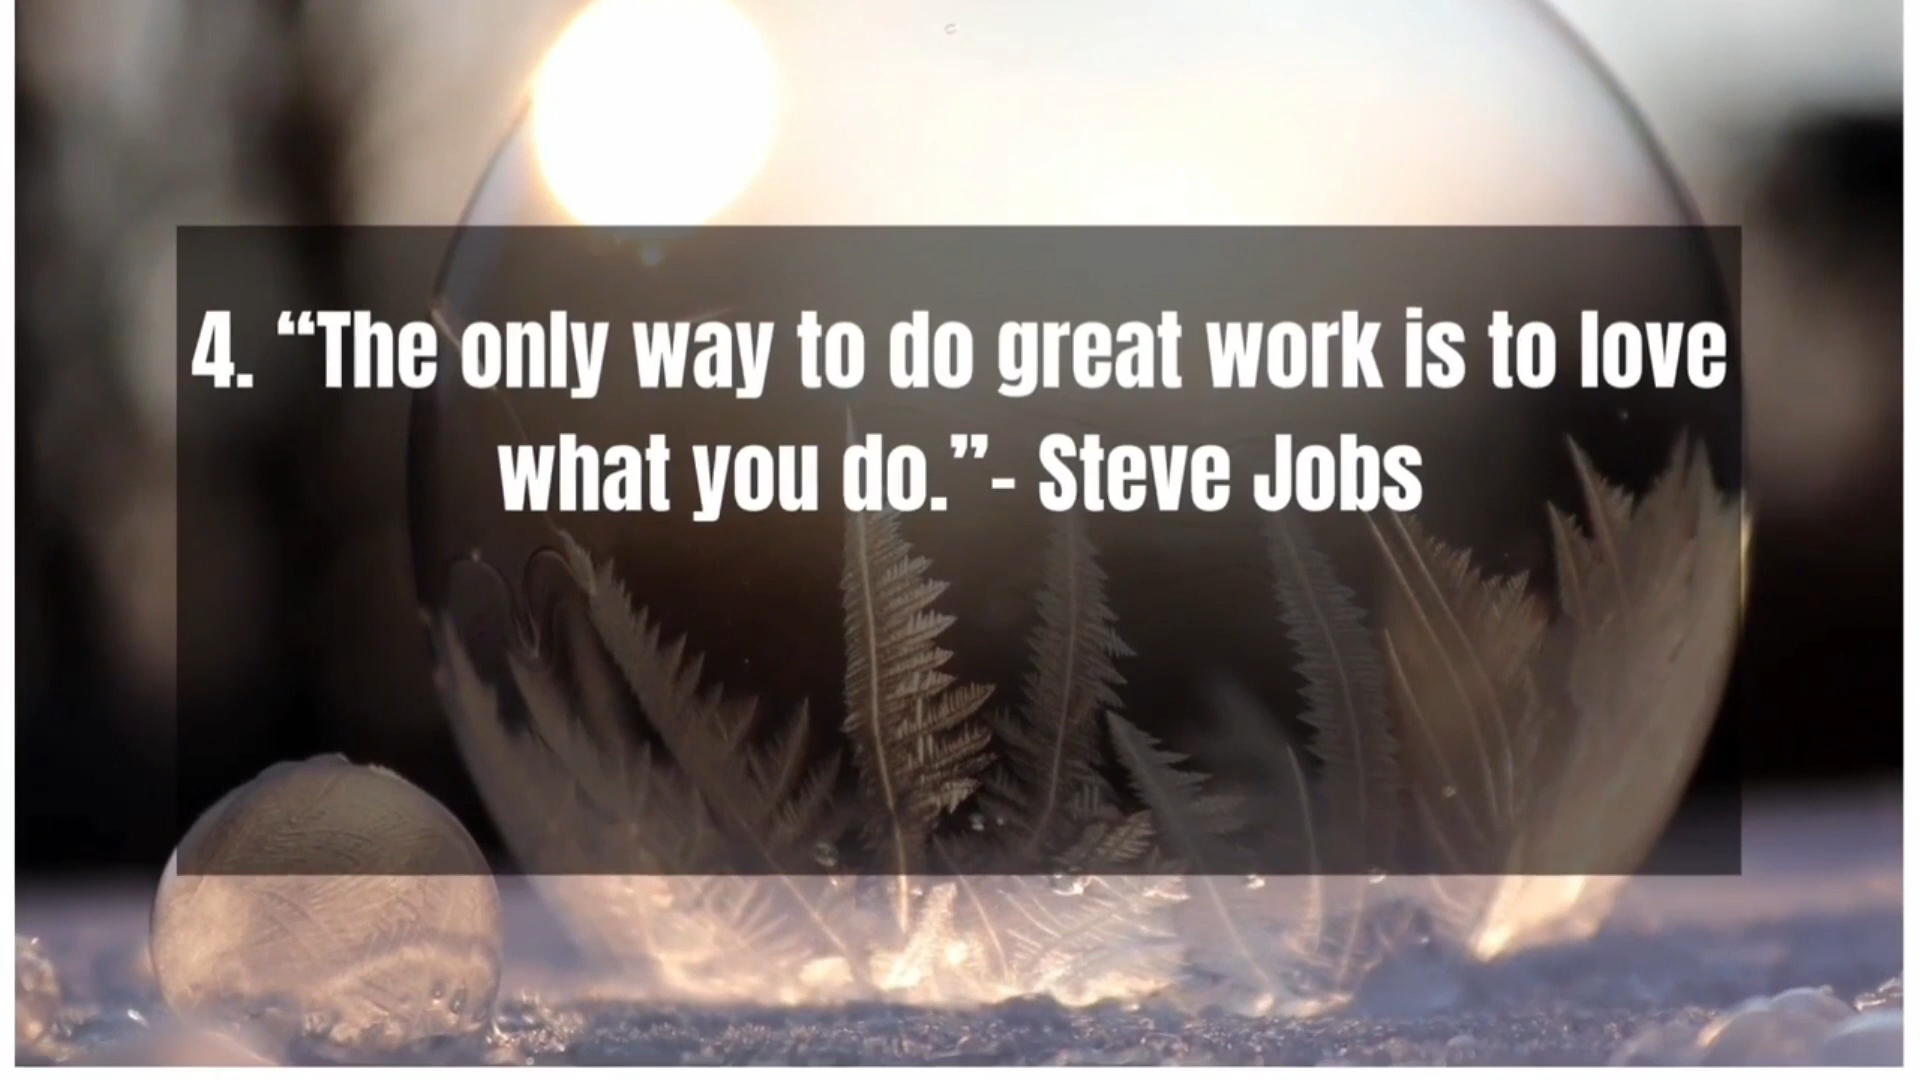 4. “The only way to do great work is to love
what you do.”- Steve Jobs